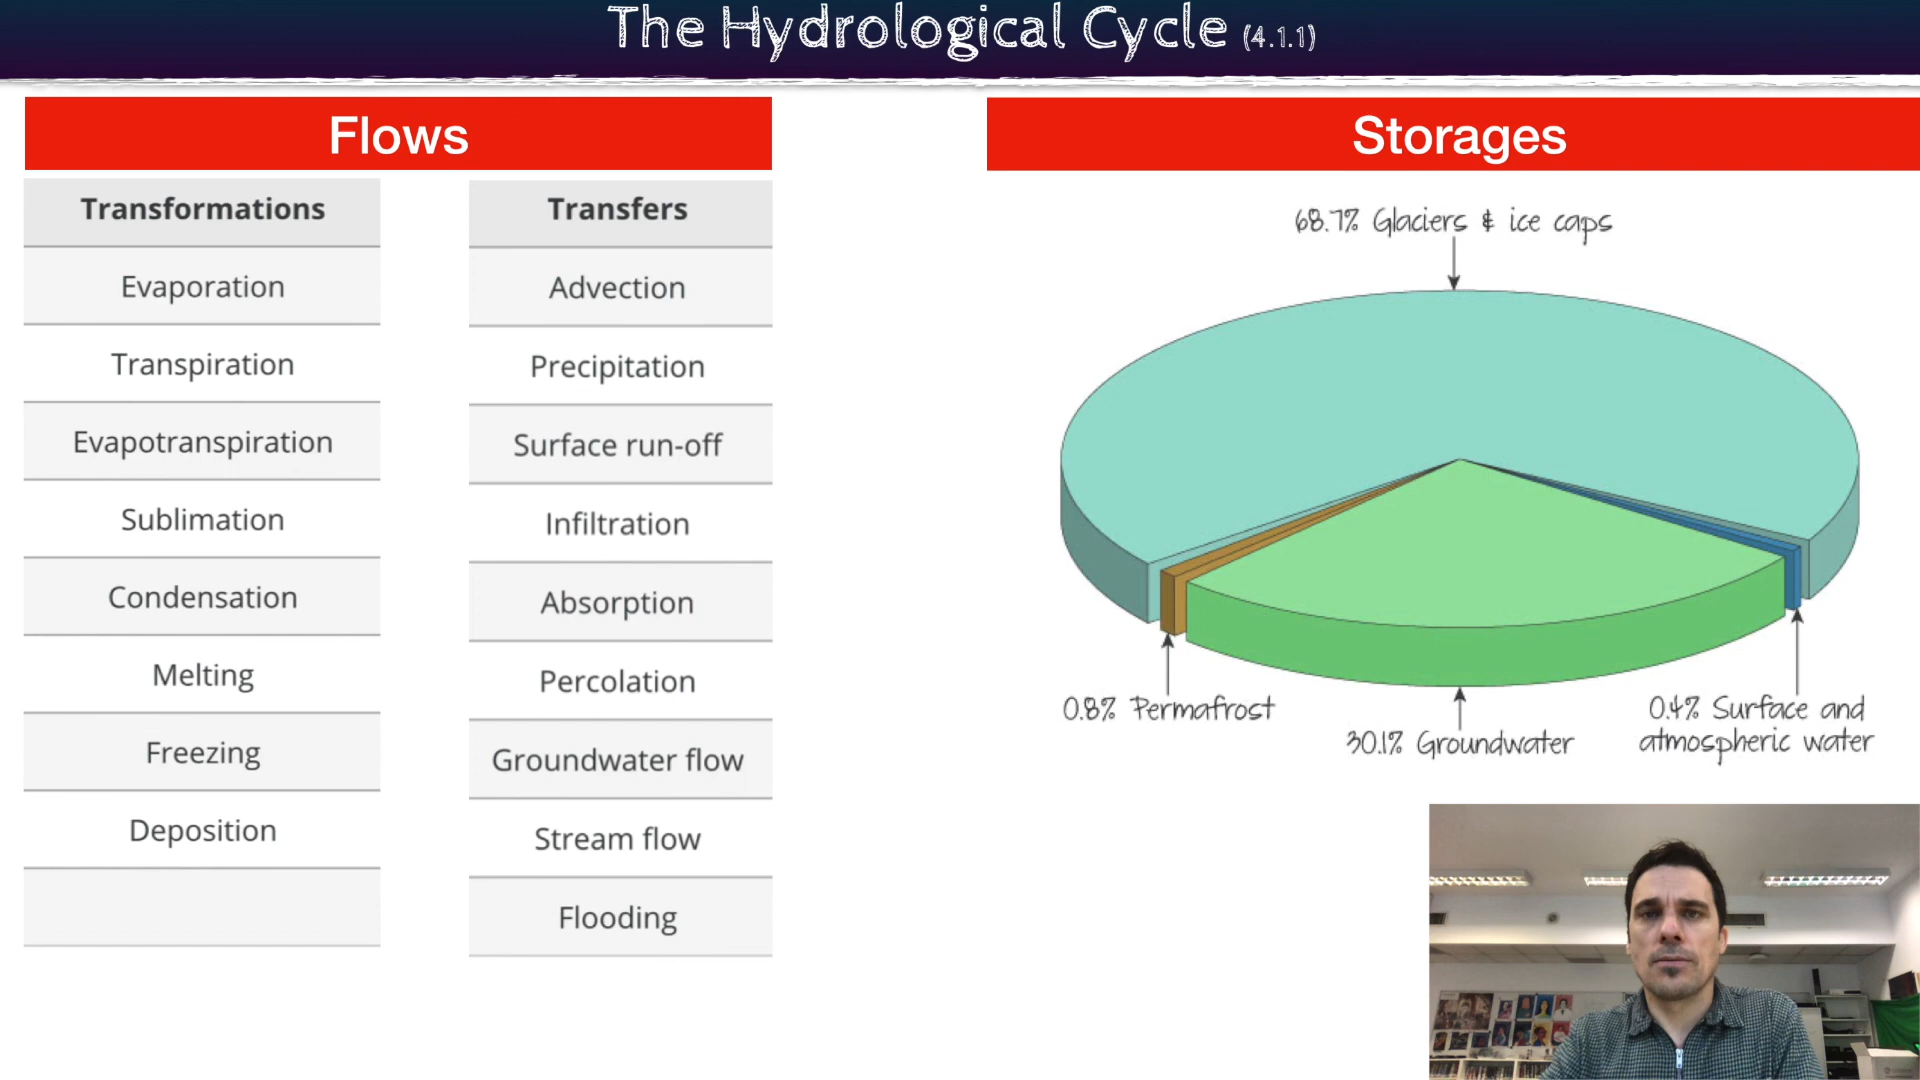 The Hydrological Cycle (4.1.1)
Flows
Transformations
Evaporation
Transpiration
Evapotranspiration
Sublimation
Condensation
Melting
Freezing
Deposition
Transfers
Advection
Precipitation
Surface run-off
Infiltration
Absorption
Percolation
Groundwater flow
Stream flow
Flooding
Storages
68.7% Glaciers & ice caps
0.8% Permafrost
30.1% Groundwater
0.4% Surface and
atmospheric water